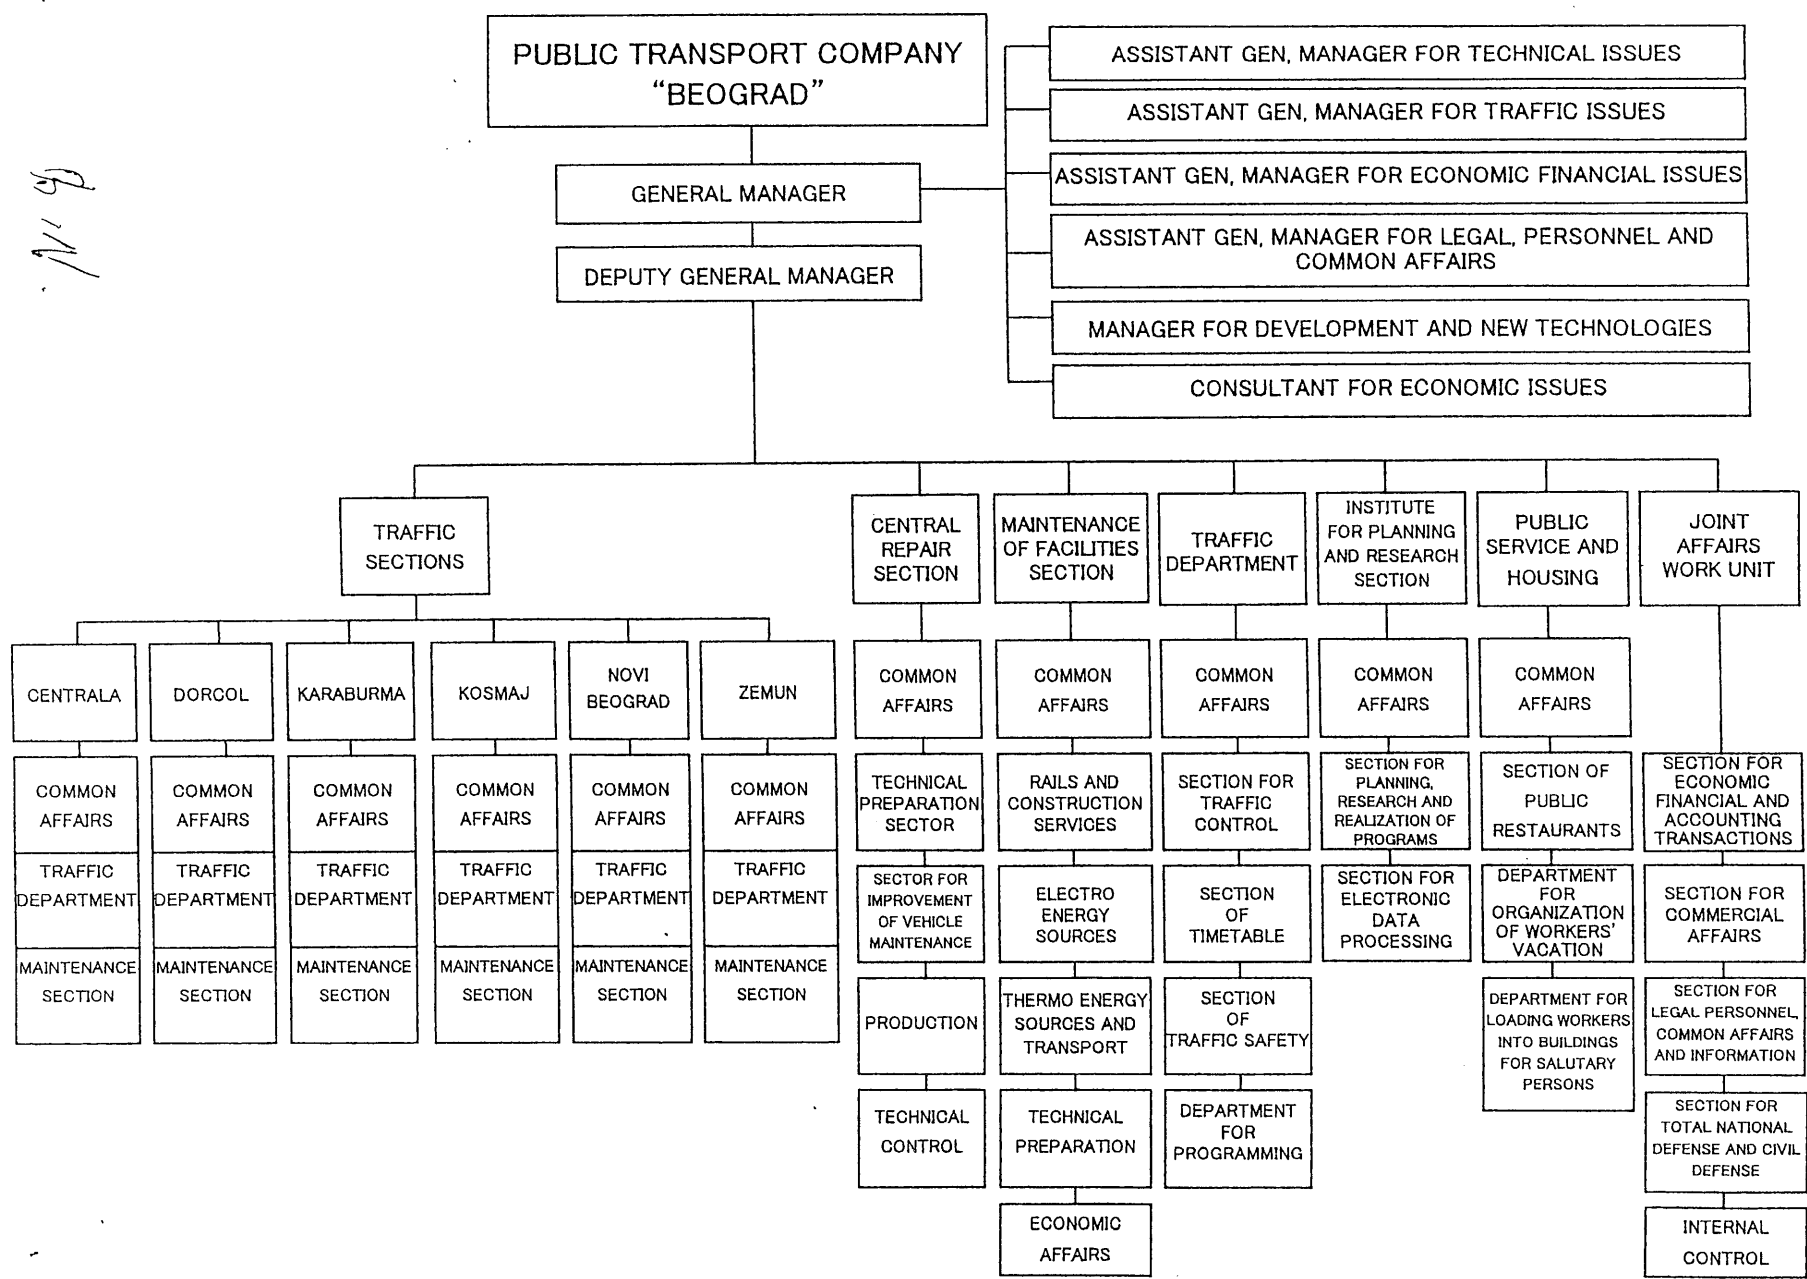 PUBLIC TRANSPORT COMPANY
“BEOGRAD”
GENERAL MANAGER
DEPUTY GENERAL MANAGER
ASSISTANT GEN, MANAGER FOR TECHNICAL ISSUES
ASSISTANT GEN, MANAGER FOR TRAFFIC ISSUES
ASSISTANT GEN, MANAGER FOR ECONOMIC FINANCIAL ISSUES
ASSISTANT GEN, MANAGER FOR LEGAL, PERSONNEL AND
COMMON AFFAIRS
MANAGER FOR DEVELOPMENT AND NEW TECHNOLOGIES
CONSULTANT FOR ECONOMIC ISSUES
TRAFFIC
SECTIONS
CENTRALA
COMMON
AFFAIRS
TRAFFIC
DEPARTMENT
MAINTENANCE
SECTION
DORCOL
COMMON
AFFAIRS
TRAFFIC
DEPARTMENT
MAINTENANCE
SECTION
KARABURMA
COMMON
AFFAIRS
TRAFFIC
DEPARTMENT
MAINTENANCE
SECTION
KOSMAJ
COMMON
AFFAIRS
TRAFFIC
DEPARTMENT
MAINTENANCE
SECTION
NOVI
BEOGRAD
COMMON
AFFAIRS
TRAFFIC
DEPARTMENT
MAINTENANCE
SECTION
ZEMUN
COMMON
AFFAIRS
TRAFFIC
DEPARTMENT
MAINTENANCE
SECTION
CENTRAL
REPAIR
SECTION
COMMON
AFFAIRS
TECHNICAL
PREPARATION
SECTOR
SECTOR FOR
IMPROVEMENT
OF VEHICLE
MAINTENANCE
PRODUCTION
TECHNICAL
CONTROL
MAINTENANCE
OF FACILITIES
SECTION
COMMON
AFFAIRS
RAILS AND
CONSTRUCTION
SERVICES
ELECTRO
ENERGY
SOURCES
THERMO ENERGY
SOURCES AND
TRANSPORT
TECHNICAL
PREPARATION
ECONOMIC
AFFAIRS
TRAFFIC
DEPARTMENT
COMMON
AFFAIRS
SECTION FOR
TRAFFIC
CONTROL
SECTION
OF
TIMETABLE
SECTION
OF
TRAFFIC SAFETY
DEPARTMENT
FOR
PROGRAMMING
INSTITUTE
FOR PLANNING
AND RESEARCH
SECTION
COMMON
AFFAIRS
SECTION FOR
PLANNING,
RESEARCH AND
REALIZATION OF
PROGRAMS
SECTION FOR
ELECTRONIC
DATA
PROCESSING
PUBLIC
SERVICE AND
HOUSING
COMMON
AFFAIRS
SECTION OF
PUBLIC
RESTAURANTS
DEPARTMENT
FOR
ORGANIZATION
OF WORKERS’
VACATION
DEPARTMENT FOR
LOADING WORKERS
INTO BUILDINGS
FOR SALUTARY
PERSONS
JOINT
AFFAIRS
WORK UNIT
SECTION FOR
ECONOMIC
FINANCIAL AND
ACCOUNTING
TRANSACTIONS
SECTION FOR
COMMERCIAL
AFFAIRS
SECTION FOR
LEGAL PERSONNEL,
COMMON AFFAIRS
AND INFORMATION
SECTION FOR
TOTAL NATIONAL
DEFENSE AND CIVIL
DEFENSE
INTERNAL
CONTROL